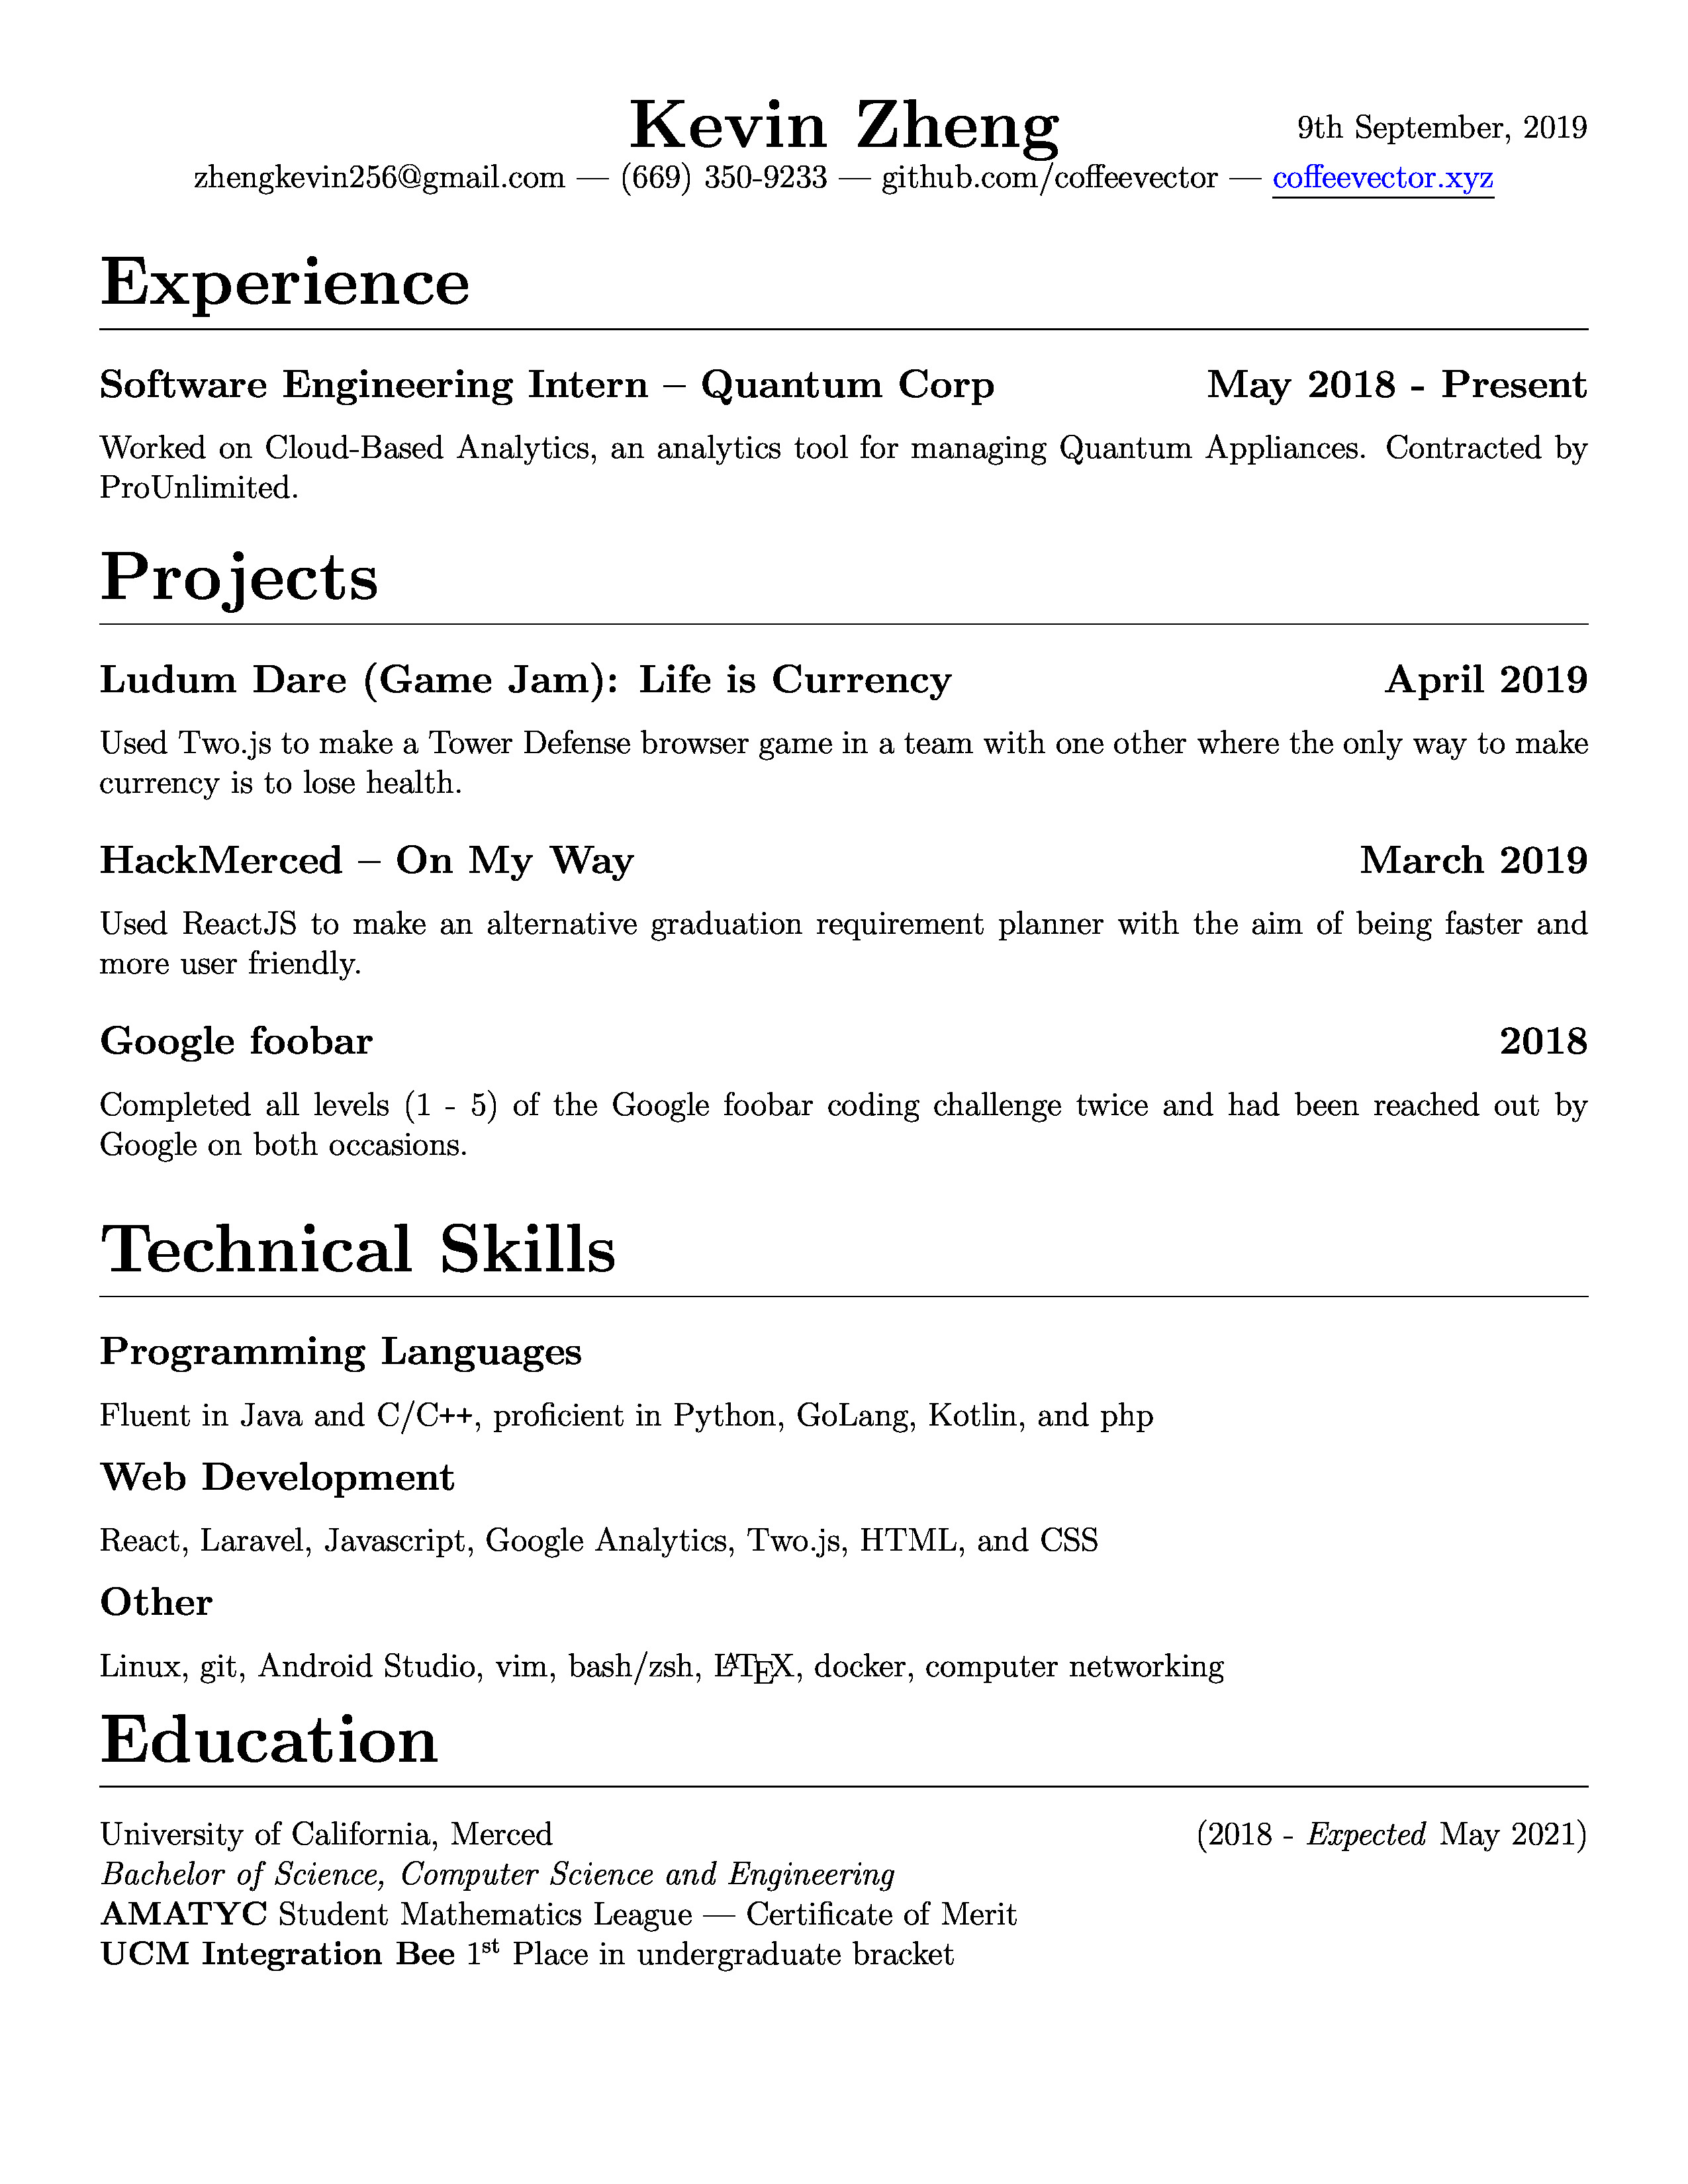 Kevin Zheng 9th September, 2019
zhengkevin256@gmail.com — (669) 350-9233 — github.com/coffeevector — coffeevector.xyz
Experience
Software Engineering Intern – Quantum Corp May 2018 - Present
Worked on Cloud-Based Analytics, an analytics tool for managing Quantum Appliances. Contracted by
ProUnlimited.
Projects
Ludum Dare (Game Jam): Life is Currency April 2019
Used Two.js to make a Tower Defense browser game in a team with one other where the only way to make
currency is to lose health.
HackMerced – On My Way March 2019
Used ReactJS to make an alternative graduation requirement planner with the aim of being faster and
more user friendly.
Google foobar 2018
Completed all levels (1 - 5) of the Google foobar coding challenge twice and had been reached out by
Google on both occasions.
Technical Skills
Programming Languages
Fluent in Java and C/C++, proficient in Python, GoLang, Kotlin, and php
Web Development
React, Laravel, Javascript, Google Analytics, Two.js, HTML, and CSS
Other
Linux, git, Android Studio, vim, bash/zsh, LATEX, docker, computer networking
Education
University of California, Merced (2018 - Expected May 2021)
Bachelor of Science, Computer Science and Engineering
AMATYC Student Mathematics League — Certificate of Merit
UCM Integration Bee 1st Place in undergraduate bracket